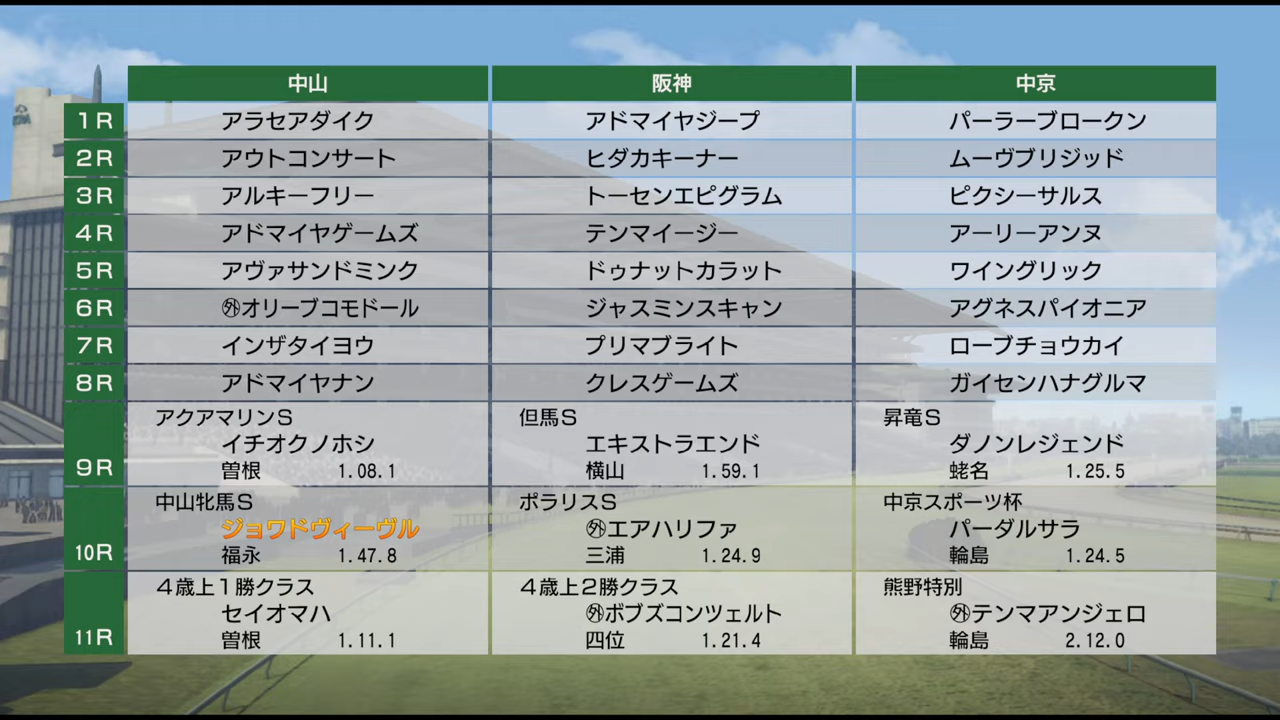 中山 阪神 中京
1R アラセアダイク アドマイヤジープ パーラーブロークン
2R アウトコンサート ヒダカキーナー ムーヴブリジッド
3R アルキーフリー トーセンエピグラム ピクシーサルス
4R アドマイヤゲームズ テンマイージー アーリーアンヌ
5R アヴァサンドミンク ドゥナットカラット ワイングリック
6R ㊕オリーブコモドール ジャスミンスキャン アグネスパイオニア
7R インザタイヨウ プリマブライト ローブチョウカイ
8R アドマイヤナン クレスゲームズ ガイセンハナグルマ
アクアマリンS 但馬S 昇竜S
イチオクノホシ エキストラエンド ダノンレジェンド
9R 曽根 1.08.1 横山 1.59.1 蛯名 1.25.5
中山牝馬S ポラリスS 中京スポーツ杯
ジョワドヴィーヴル 外エアハリファ パーダルサラ
10R 福永 1.47.8 三浦 1.24.9 輪島 1.24.5
4歳上1勝クラス 4歳上2勝クラス 熊野特別
セイオマハ 外ボブズコンツェルト 外テンマアンジェロ
11R 曽根 1.11.1 四位 1.21.4 輪島 2.12.0